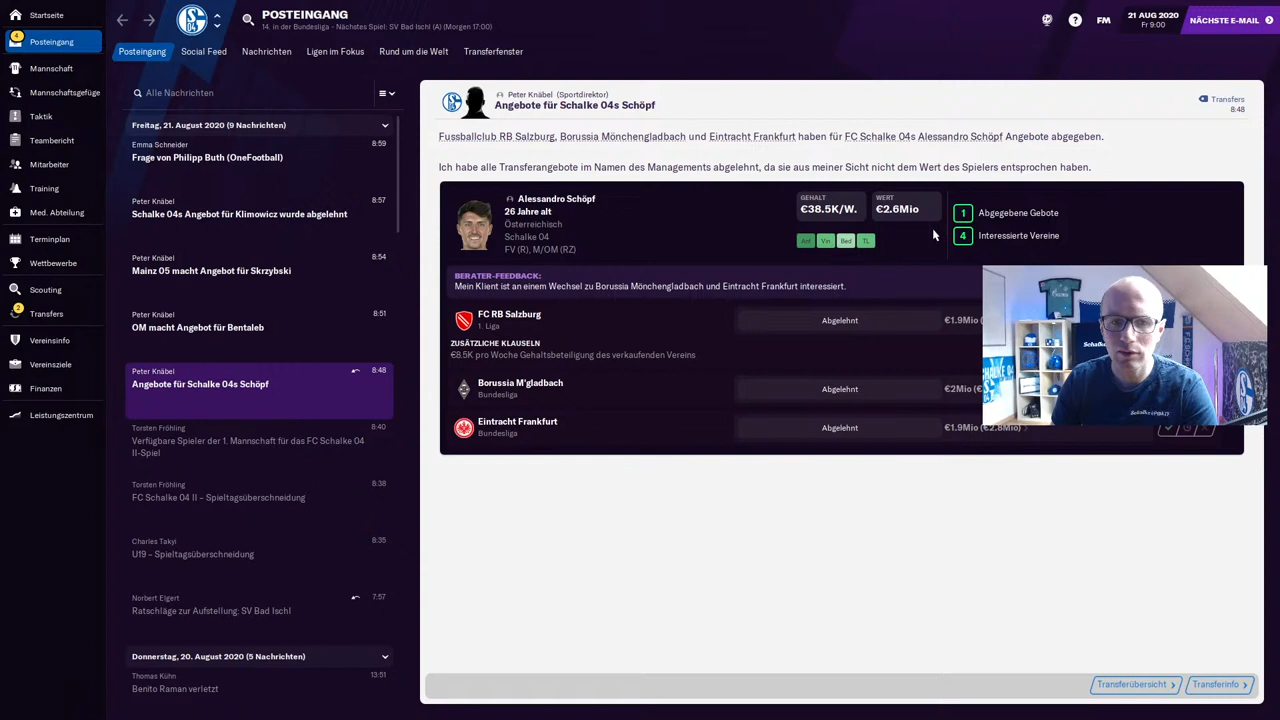 Startseite
4
Posteingang
Mannschaft
Mannschaftsgefüge
Taktik
Teambericht
Mitarbeiter
Training
Med. Abteilung
Terminplan
Wettbewerbe
Scouting
2
Transfers
Vereinsinfo
Vereinsziele
Finanzen
Leistungszentrum
POSTEINGANG
14. in der Bundesliga - Nächstes Spiel: SV Bad Ischl (A) (Morgen 17:00)
?
FM
21 AUG 2020
Fr 9:00
NÄCHSTE E-MAIL
Posteingang
Social Feed
Nachrichten
Ligen im Fokus
Rund um die Welt
Transferfenster
Alle Nachrichten
Freitag, 21. August 2020 (9 Nachrichten)
Emma Schneider 8:59
Frage von Philipp Buth (OneFootball)
Peter Knäbel 8:57
Schalke 04s Angebot für Klimowicz wurde abgelehnt
Peter Knäbel 8:54
Mainz 05 macht Angebot für Skrzybski
Peter Knäbel 8:51
OM macht Angebot für Bentaleb
Peter Knäbel 8:48
Angebote für Schalke 04s Schöpf
Torsten Fröhling 8:40
Verfügbare Spieler der 1. Mannschaft für das FC Schalke 04
II-Spiel
Torsten Fröhling 8:38
FC Schalke 04 II – Spieltagsüberschneidung
Charles Takyi 8:35
U19 – Spieltagsüberschneidung
Norbert Elgert 7:57
Ratschläge zur Aufstellung: SV Bad Ischl
Donnerstag, 20. August 2020 (5 Nachrichten)
Thomas Kühn 13:51
Benito Raman verletzt
Peter Knäbel (Sportdirektor)
Angebote für Schalke 04s Schöpf
Transfers
8:48
Fussballclub RB Salzburg, Borussia Mönchengladbach und Eintracht Frankfurt haben für FC Schalke 04s Alessandro Schöpf Angebote abgegeben.
Ich habe alle Transferangebote im Namen des Managements abgelehnt, da sie aus meiner Sicht nicht dem Wert des Spielers entsprochen haben.
Alessandro Schöpf
26 Jahre alt
Österreichisch
Schalke 04
FV (R), M/OM (RZ)
GEHALT
€38.5K/W.
WERT
€2.6Mio
Anf Vin Bed TL
1 Abgegebene Gebote
4 Interessierte Vereine
BERATER-FEEDBACK:
Mein Klient ist an einem Wechsel zu Borussia Mönchengladbach und Eintracht Frankfurt interessiert.
FC RB Salzburg
1. Liga
Abgelehnt
€1.9Mio
ZUSÄTZLICHE KLAUSELN
€8.5K pro Woche Gehaltsbeteiligung des verkaufenden Vereins
Borussia M'gladbach
Bundesliga
Abgelehnt
€2Mio (€
Eintracht Frankfurt
Bundesliga
Abgelehnt
€1.9Mio (€2.8Mio)
Transferübersicht
Transferinfo